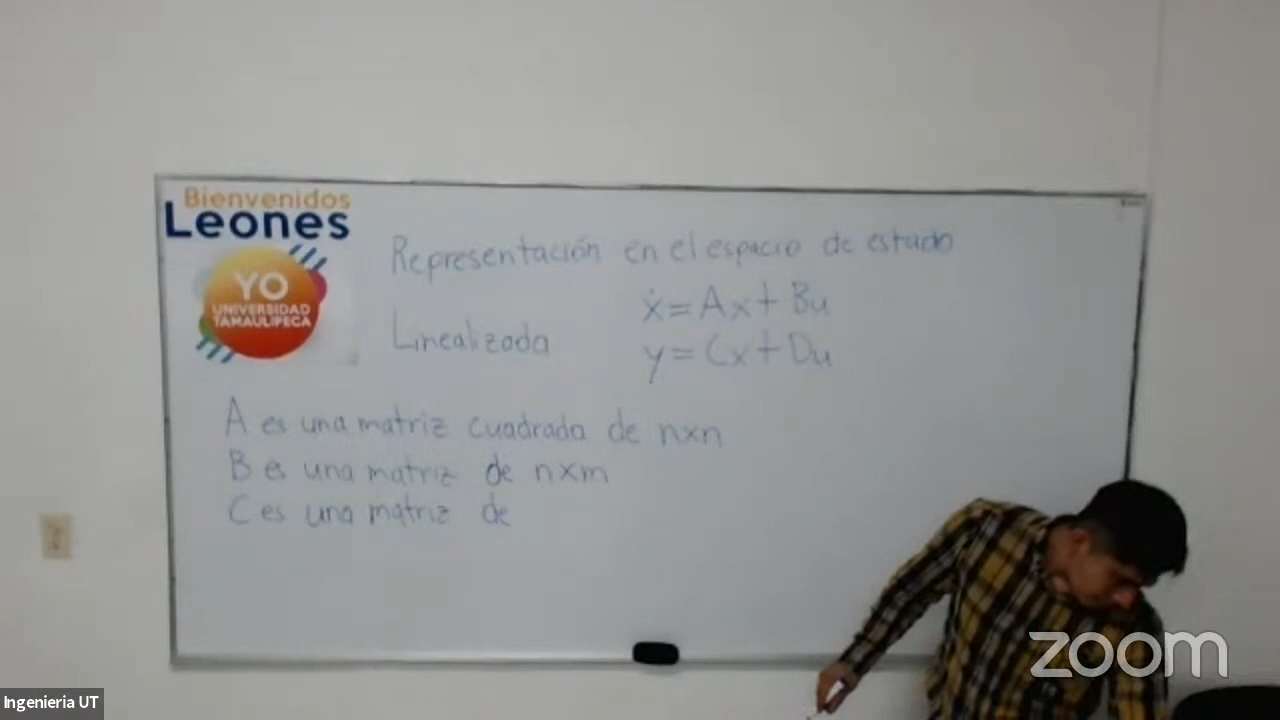 Bienvenidos
Leones
YO
UNIVERSIDAD
TAMAULIPECA
Representación en el espacio de estado
Linealizada
ẋ=Ax+Bu
y=Cx+Du
A es una matriz cuadrada de nxn
B es una matriz de nxm
C es una matriz de
zoom
Ingenieria UT